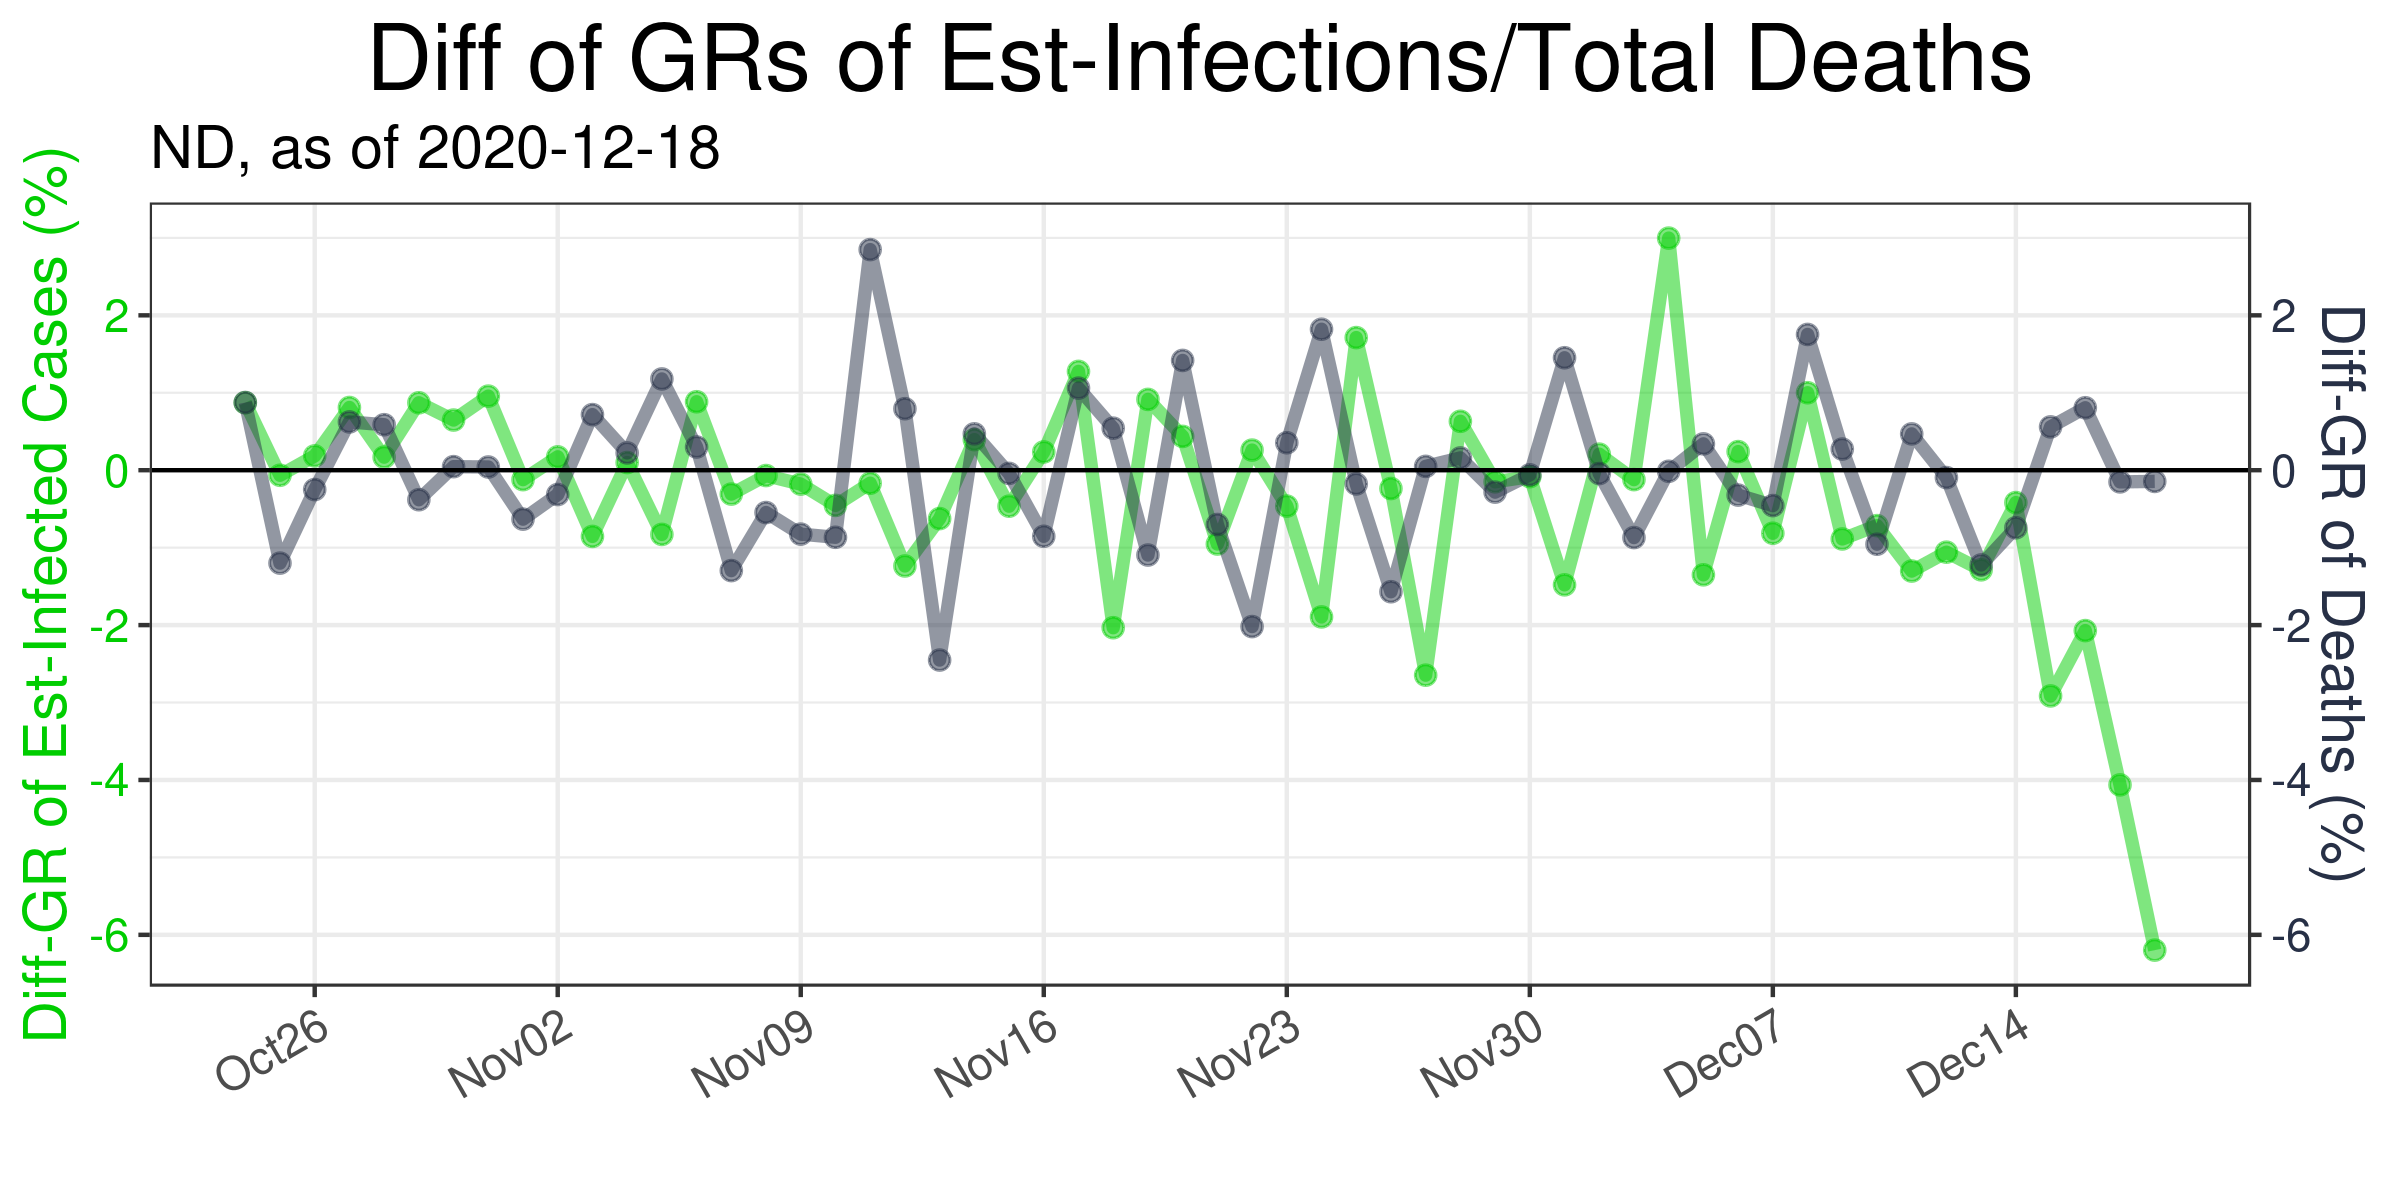 Diff of GRs of Est-Infections/Total Deaths
ND, as of 2020-12-18
Diff-GR of Est-Infected Cases (%)
2
0
-2
-4
-6
2
0
-2
-4
-6
Diff-GR of Deaths (%)
Oct26
Nov02
Nov09
Nov16
Nov23
Nov30
Dec07
Dec14